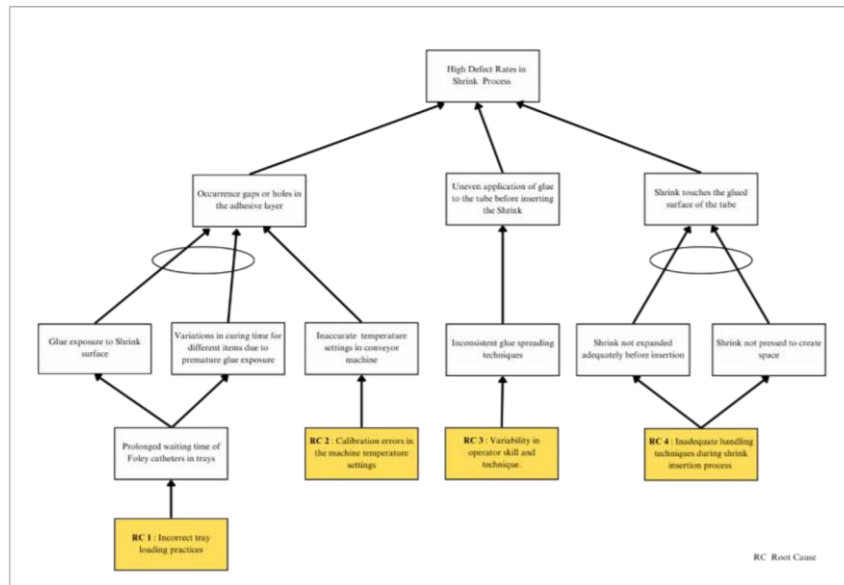 High Defect Rates in
Shrink Process
Occurrence gaps or holes in
the adhesive layer
Uneven application of glue
to the tube before inserting
the Shrink
Shrink touches the glued
surface of the tube
Glue exposure to Shrink
surface
Variations in curing time for
different items due to
premature glue exposure
Inaccurate temperature
settings in conveyor
machine
Inconsistent glue spreading
techniques
Shrink not expanded
adequately before insertion
Shrink not pressed to create
space
Prolonged waiting time of
Foley catheters in trays
RC 2 : Calibration errors in
the machine temperature
settings
RC 3 : Variability in
operator skill and
technique.
RC 4 : Inadequate handling
techniques during shrink
insertion process
RC 1 : Incorrect tray
loading practices
RC Root Cause